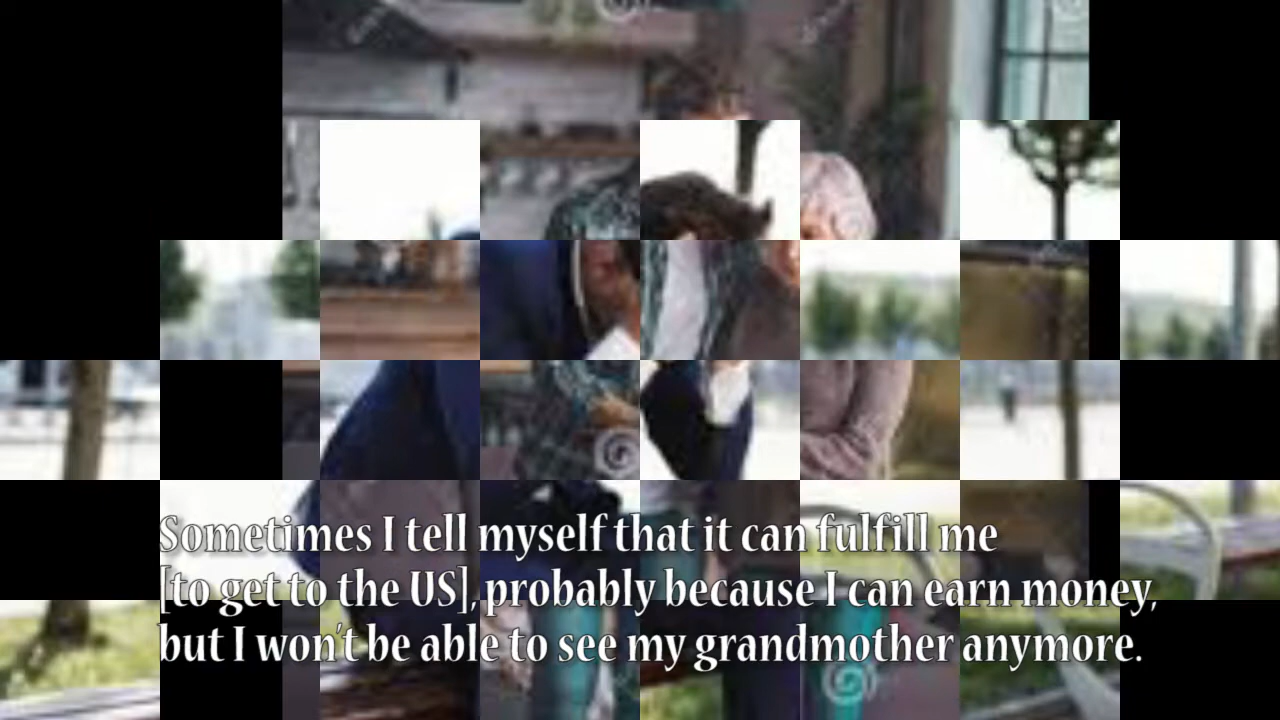 Sometimes I tell myself that it can fulfill me
[to get to the US], probably because I can earn money,
but I won't be able to see my grandmother anymore.